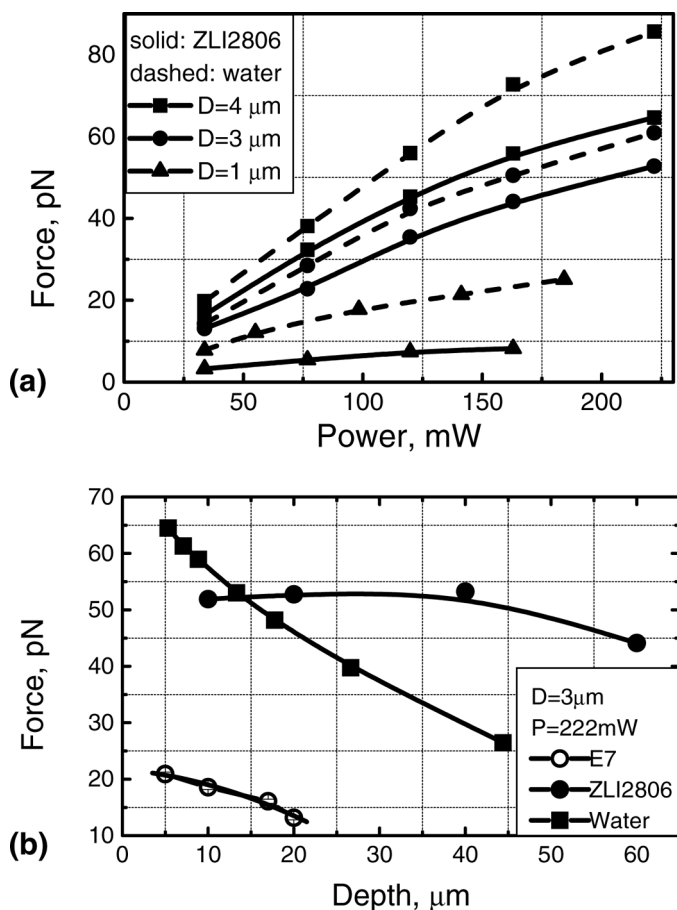 solid: ZLI2806
dashed: water
D=4 μm
D=3 μm
D=1 μm
80
60
40
20
0
Force, pN
0 50 100 150 200
Power, mW
(a)
70
60
50
40
30
20
10
Force, pN
D=3μm
P=222mW
E7
ZLI2806
Water
0 10 20 30 40 50 60
Depth, μm
(b)